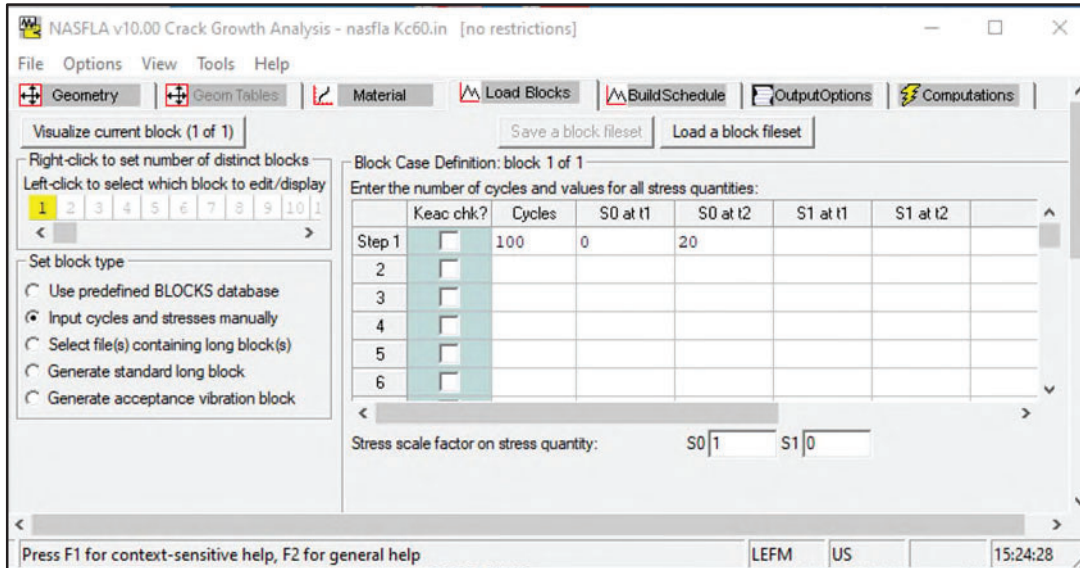 NASFLA v10.00 Crack Growth Analysis - nasfla Kc60.in [no restrictions]
File Options View Tools Help
Geometry Geom Tables Material Load Blocks BuildSchedule OutputOptions Computations
Visualize current block (1 of 1) Save a block fileset Load a block fileset
Right-click to set number of distinct blocks
Left-click to select which block to edit/display
1 2 3 4 5 6 7 8 9 10 1
Set block type
Use predefined BLOCKS database
Input cycles and stresses manually
Select file(s) containing long block(s)
Generate standard long block
Generate acceptance vibration block
Block Case Definition: block 1 of 1
Enter the number of cycles and values for all stress quantities:
Keac chk? Cycles S0 at t1 S0 at t2 S1 at t1 S1 at t2
Step 1 100 0 20
2
3
4
5
6
Stress scale factor on stress quantity: S0 1 S1 0
Press F1 for context-sensitive help, F2 for general help LEFM US 15:24:28